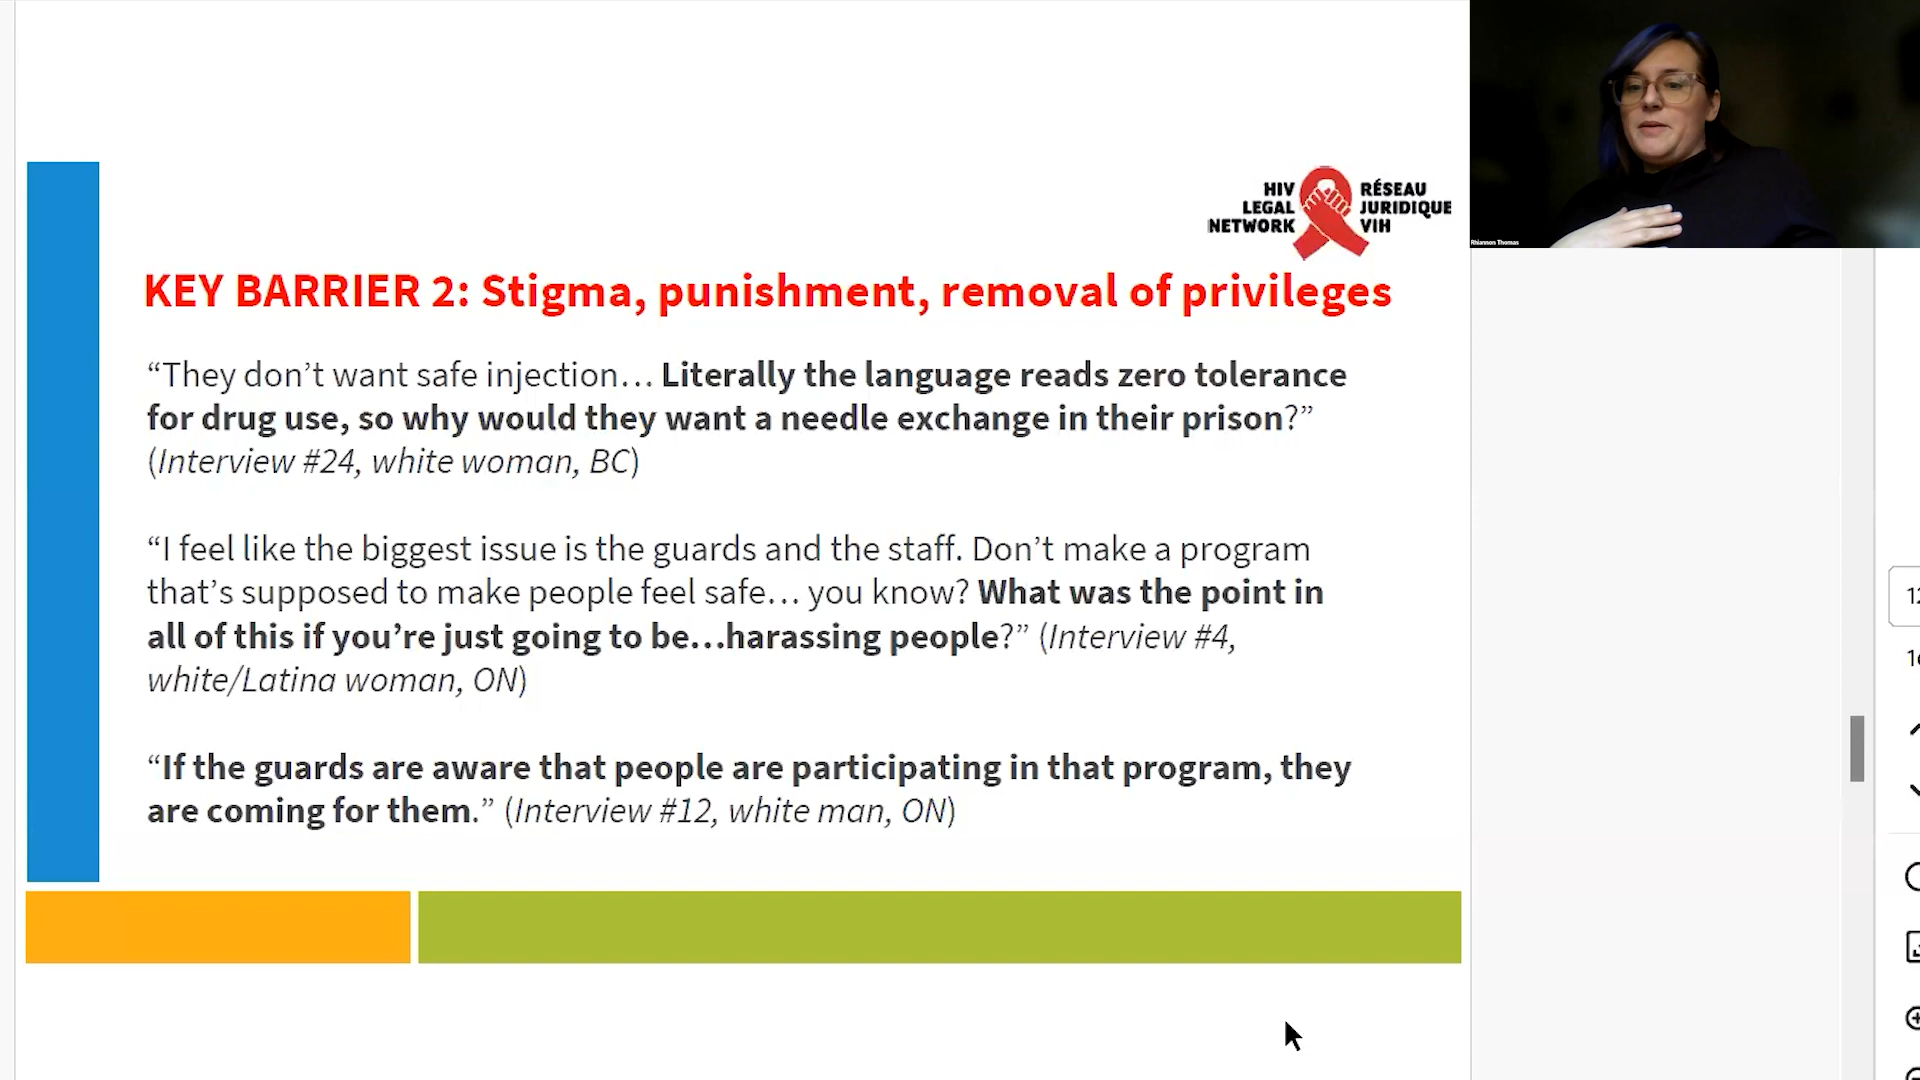 HIV
LEGAL
NETWORK
RÉSEAU
JURIDIQUE
VIH
Rhiannon Thomas
KEY BARRIER 2: Stigma, punishment, removal of privileges
“They don’t want safe injection… Literally the language reads zero tolerance
for drug use, so why would they want a needle exchange in their prison?”
(Interview #24, white woman, BC)
“I feel like the biggest issue is the guards and the staff. Don’t make a program
that’s supposed to make people feel safe… you know? What was the point in
all of this if you’re just going to be…harassing people?” (Interview #4,
white/Latina woman, ON)
“If the guards are aware that people are participating in that program, they
are coming for them.” (Interview #12, white man, ON)